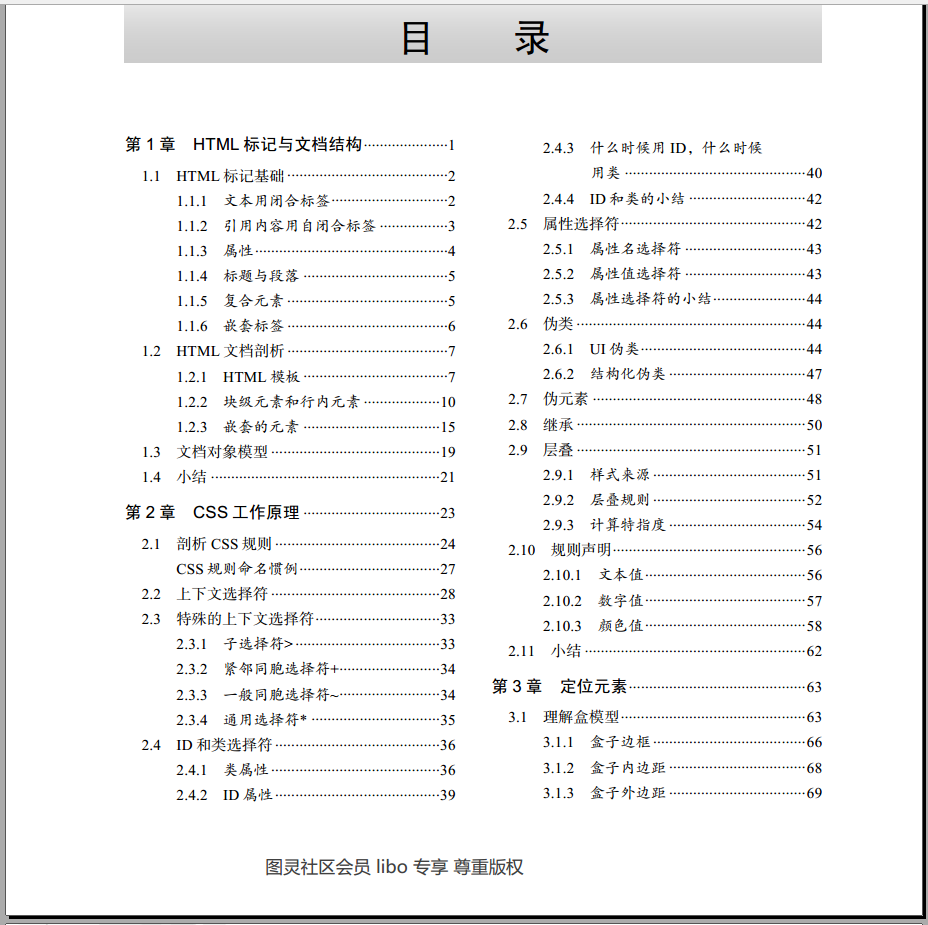 目 录
第 1 章 HTML 标记与文档结构·····················1
1.1 HTML 标记基础········································2
1.1.1 文本用闭合标签·····························2
1.1.2 引用内容用自闭合标签 ·················3
1.1.3 属性················································4
1.1.4 标题与段落 ····································5
1.1.5 复合元素 ········································5
1.1.6 嵌套标签 ········································6
1.2 HTML 文档剖析········································7
1.2.1 HTML 模板 ····································7
1.2.2 块级元素和行内元素 ···················10
1.2.3 嵌套的元素 ··································15
1.3 文档对象模型 ··········································19
1.4 小结 ·························································21
第 2 章 CSS 工作原理 ··································23
2.1 剖析 CSS 规则 ·········································24
CSS 规则命名惯例···································27
2.2 上下文选择符 ··········································28
2.3 特殊的上下文选择符·······························33
2.3.1 子选择符> ····································33
2.3.2 紧邻同胞选择符+·························34
2.3.3 一般同胞选择符~·························34
2.3.4 通用选择符* ································35
2.4 ID 和类选择符 ·········································36
2.4.1 类属性 ··········································36
2.4.2 ID 属性 ·········································39
2.4.3 什么时候用 ID，什么时候
用类 ·············································40
2.4.4 ID 和类的小结 ·····························42
2.5 属性选择符··············································42
2.5.1 属性名选择符 ······························43
2.5.2 属性值选择符 ······························43
2.5.3 属性选择符的小结·······················44
2.6 伪类 ·························································44
2.6.1 UI 伪类·········································44
2.6.2 结构化伪类 ··································47
2.7 伪元素 ·····················································48
2.8 继承 ·························································50
2.9 层叠 ·························································51
2.9.1 样式来源 ······································51
2.9.2 层叠规则 ······································52
2.9.3 计算特指度 ··································54
2.10 规则声明················································56
2.10.1 文本值········································56
2.10.2 数字值········································57
2.10.3 颜色值········································58
2.11 小结 ·······················································62
第 3 章 定位元素············································63
3.1 理解盒模型··············································63
3.1.1 盒子边框 ······································66
3.1.2 盒子内边距 ··································68
3.1.3 盒子外边距 ··································69
图灵社区会员 libo 专享 尊重版权